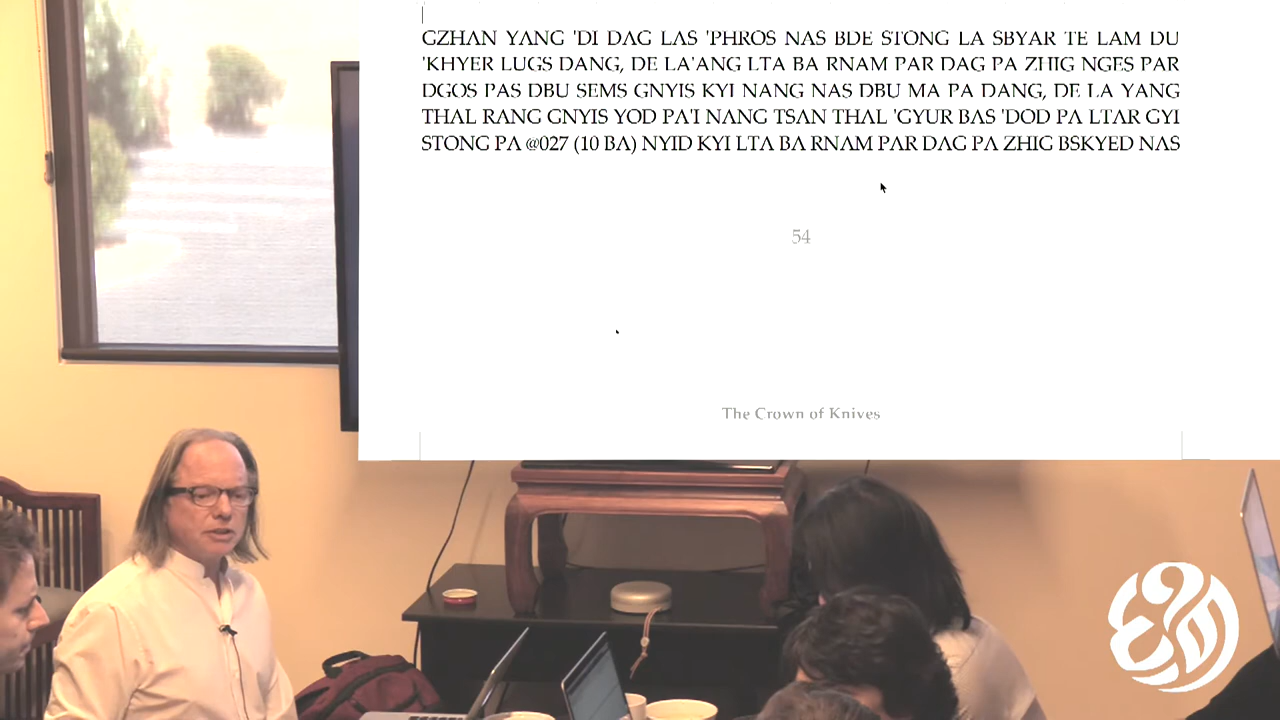 GZHAN YANG 'DI DAG LAS 'PHROS NAS BDE STONG LA SBYAR TE LAM DU
'KHYER LUGS DANG, DE LA'ANG LTA BA RNAM PAR DAG PA ZHIG NGES PAR
DGOS PAS DBU SEMS GNYIS KYI NANG NAS DBU MA PA DANG, DE LA YANG
THAL RANG GNYIS YOD PA'I NANG TSAN THAL 'GYUR BAS 'DOD PA LTAR GYI
STONG PA @027 (10 BA) NYID KYI LTA BA RNAM PAR DAG PA ZHIG BSKYED NAS
54
The Crown of Knives